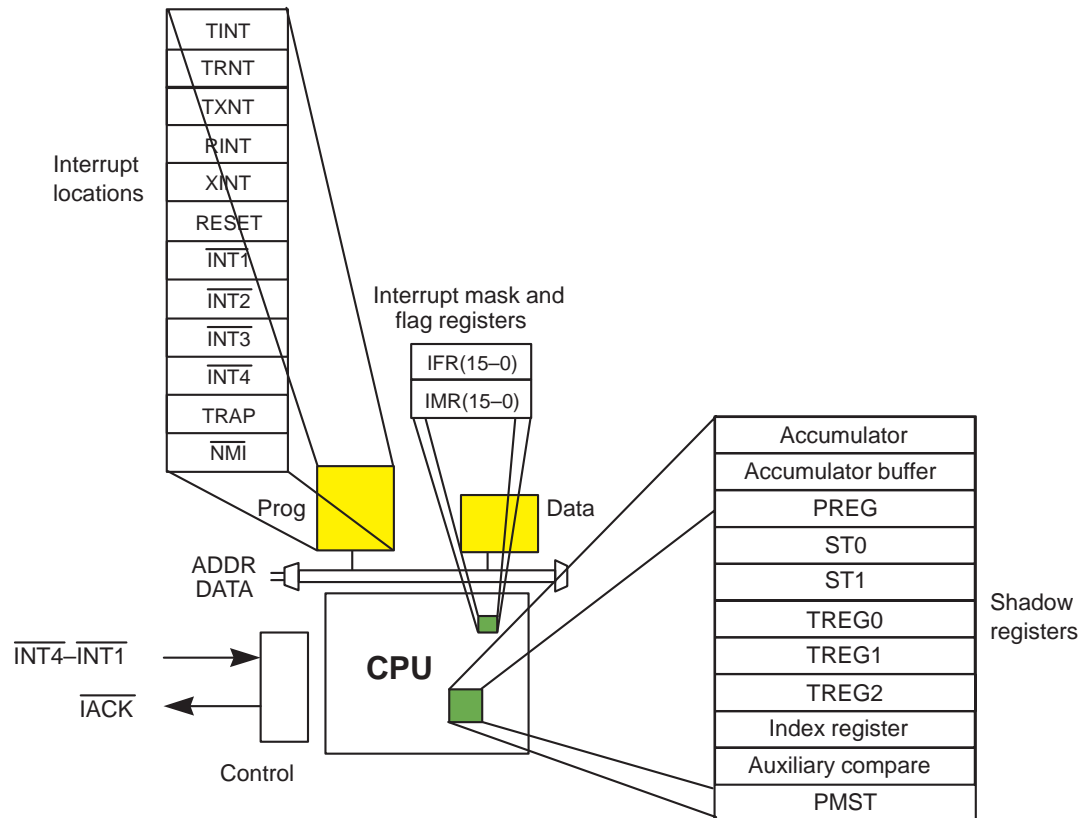 TINT
TRNT
TXNT
RINT
XINT
RESET
INT1
INT2
INT3
INT4
TRAP
NMI
Interrupt
locations
Interrupt mask and
flag registers
IFR(15–0)
IMR(15–0)
Prog
Data
ADDR
DATA
CPU
INT4–INT1
IACK
Control
Accumulator
Accumulator buffer
PREG
ST0
ST1
TREG0
TREG1
TREG2
Index register
Auxiliary compare
PMST
Shadow
registers